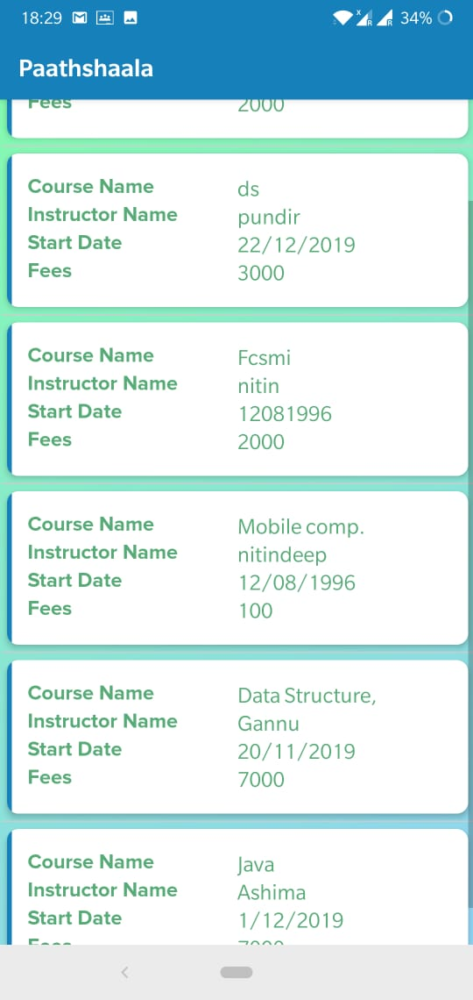 18:29 34%
Paathshaala
Fees 2000
Course Name ds
Instructor Name pundir
Start Date 22/12/2019
Fees 3000
Course Name Fcsmi
Instructor Name nitin
Start Date 12081996
Fees 2000
Course Name Mobile comp.
Instructor Name nitindeep
Start Date 12/08/1996
Fees 100
Course Name Data Structure,
Instructor Name Gannu
Start Date 20/11/2019
Fees 7000
Course Name Java
Instructor Name Ashima
Start Date 1/12/2019
Fees